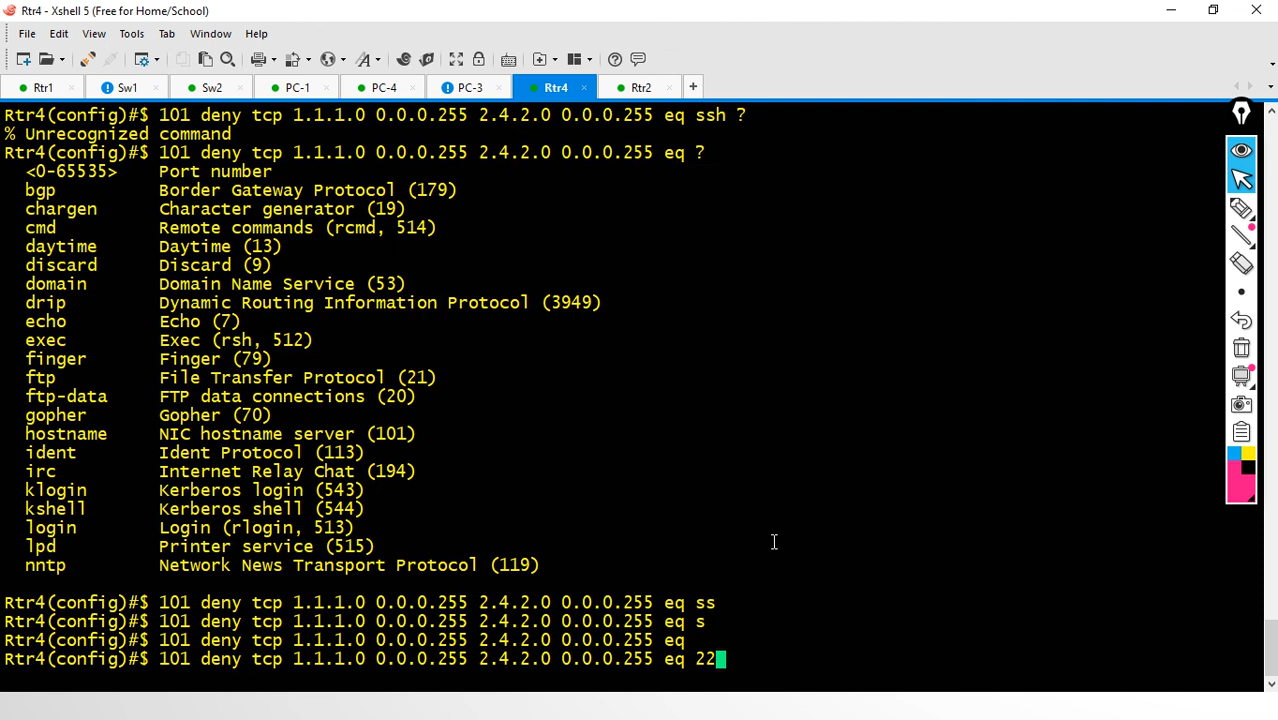 Rtr4 - Xshell 5 (Free for Home/School)
File Edit View Tools Tab Window Help
Rtr1 Sw1 Sw2 PC-1 PC-4 PC-3 Rtr4 Rtr2
Rtr4(config)#$ 101 deny tcp 1.1.1.0 0.0.0.255 2.4.2.0 0.0.0.255 eq ssh ?
% Unrecognized command
Rtr4(config)#$ 101 deny tcp 1.1.1.0 0.0.0.255 2.4.2.0 0.0.0.255 eq ?
<0-65535> Port number
bgp Border Gateway Protocol (179)
chargen Character generator (19)
cmd Remote commands (rcmd, 514)
daytime Daytime (13)
discard Discard (9)
domain Domain Name Service (53)
drip Dynamic Routing Information Protocol (3949)
echo Echo (7)
exec Exec (rsh, 512)
finger Finger (79)
ftp File Transfer Protocol (21)
ftp-data FTP data connections (20)
gopher Gopher (70)
hostname NIC hostname server (101)
ident Ident Protocol (113)
irc Internet Relay Chat (194)
klogin Kerberos login (543)
kshell Kerberos shell (544)
login Login (rlogin, 513)
lpd Printer service (515)
nntp Network News Transport Protocol (119)
Rtr4(config)#$ 101 deny tcp 1.1.1.0 0.0.0.255 2.4.2.0 0.0.0.255 eq ss
Rtr4(config)#$ 101 deny tcp 1.1.1.0 0.0.0.255 2.4.2.0 0.0.0.255 eq s
Rtr4(config)#$ 101 deny tcp 1.1.1.0 0.0.0.255 2.4.2.0 0.0.0.255 eq
Rtr4(config)#$ 101 deny tcp 1.1.1.0 0.0.0.255 2.4.2.0 0.0.0.255 eq 22